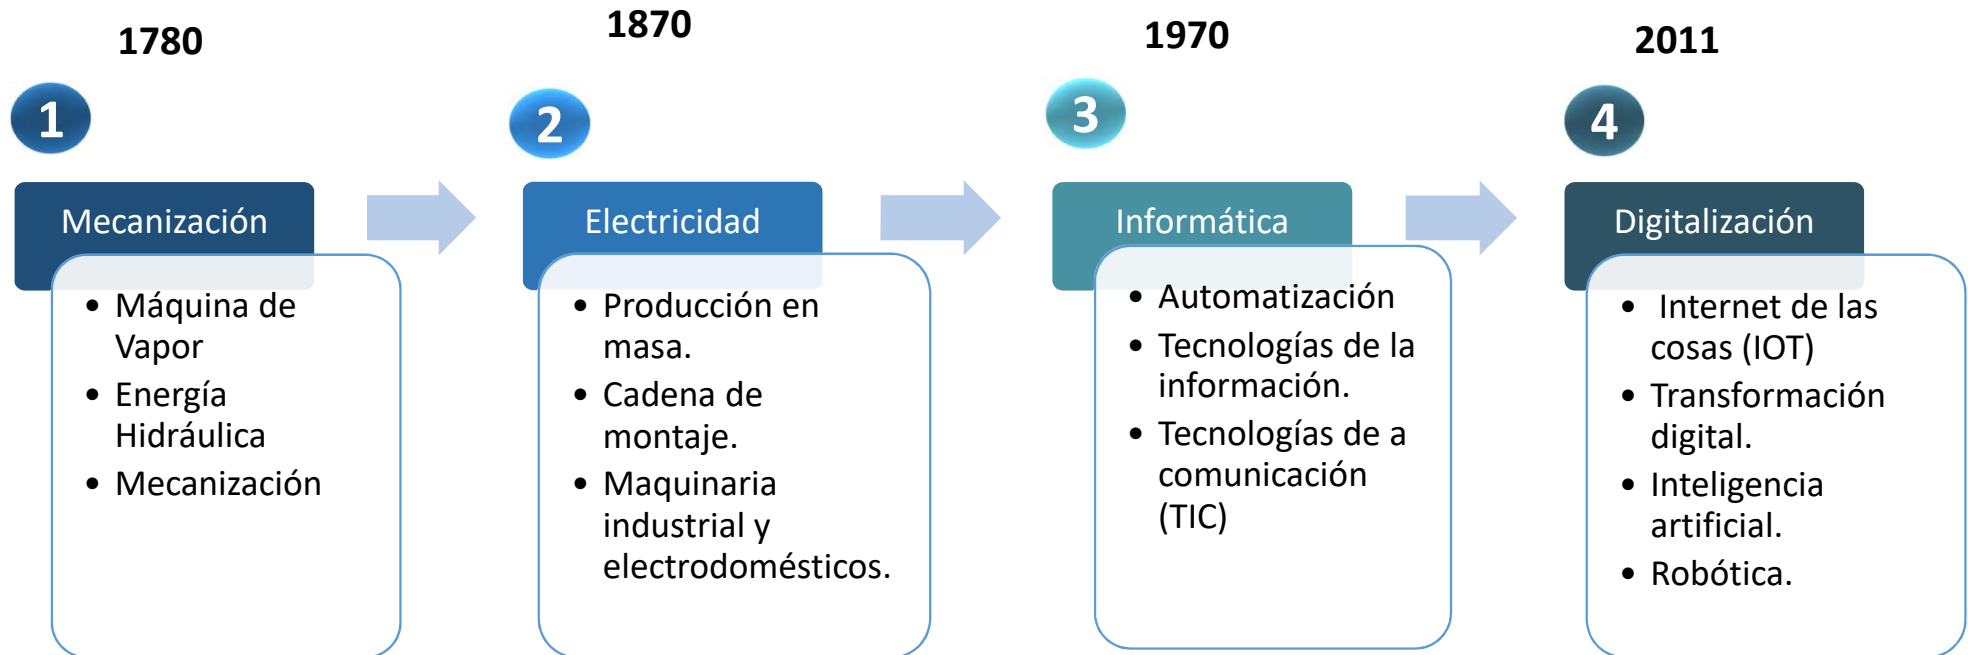 1780
1
Mecanización
• Máquina de
Vapor
• Energía
Hidráulica
• Mecanización
1870
2
Electricidad
• Producción en
masa.
• Cadena de
montaje.
• Maquinaria
industrial y
electrodomésticos.
1970
3
Informática
• Automatización
• Tecnologías de la
información.
• Tecnologías de a
comunicación
(TIC)
2011
4
Digitalización
• Internet de las
cosas (IOT)
• Transformación
digital.
• Inteligencia
artificial.
• Robótica.